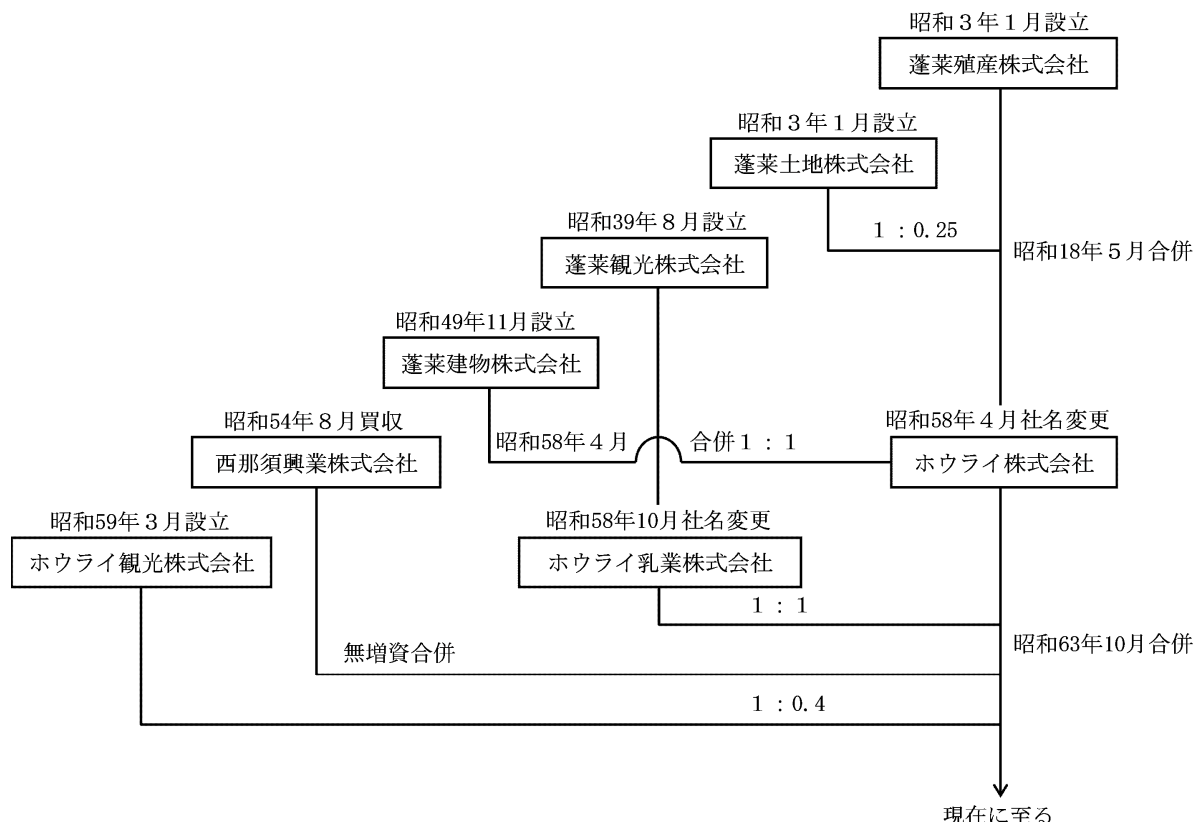 昭和３年１月設立
蓬莱殖産株式会社
昭和３年１月設立
蓬莱土地株式会社
１：0.25
昭和18年５月合併
昭和39年８月設立
蓬莱観光株式会社
昭和49年11月設立
蓬莱建物株式会社
昭和54年８月買収
西那須興業株式会社
昭和58年４月 合併１：１
昭和58年４月社名変更
ホウライ株式会社
昭和59年３月設立
ホウライ観光株式会社
昭和58年10月社名変更
ホウライ乳業株式会社
１：１
昭和63年10月合併
無増資合併
１：0.4
現在に至る